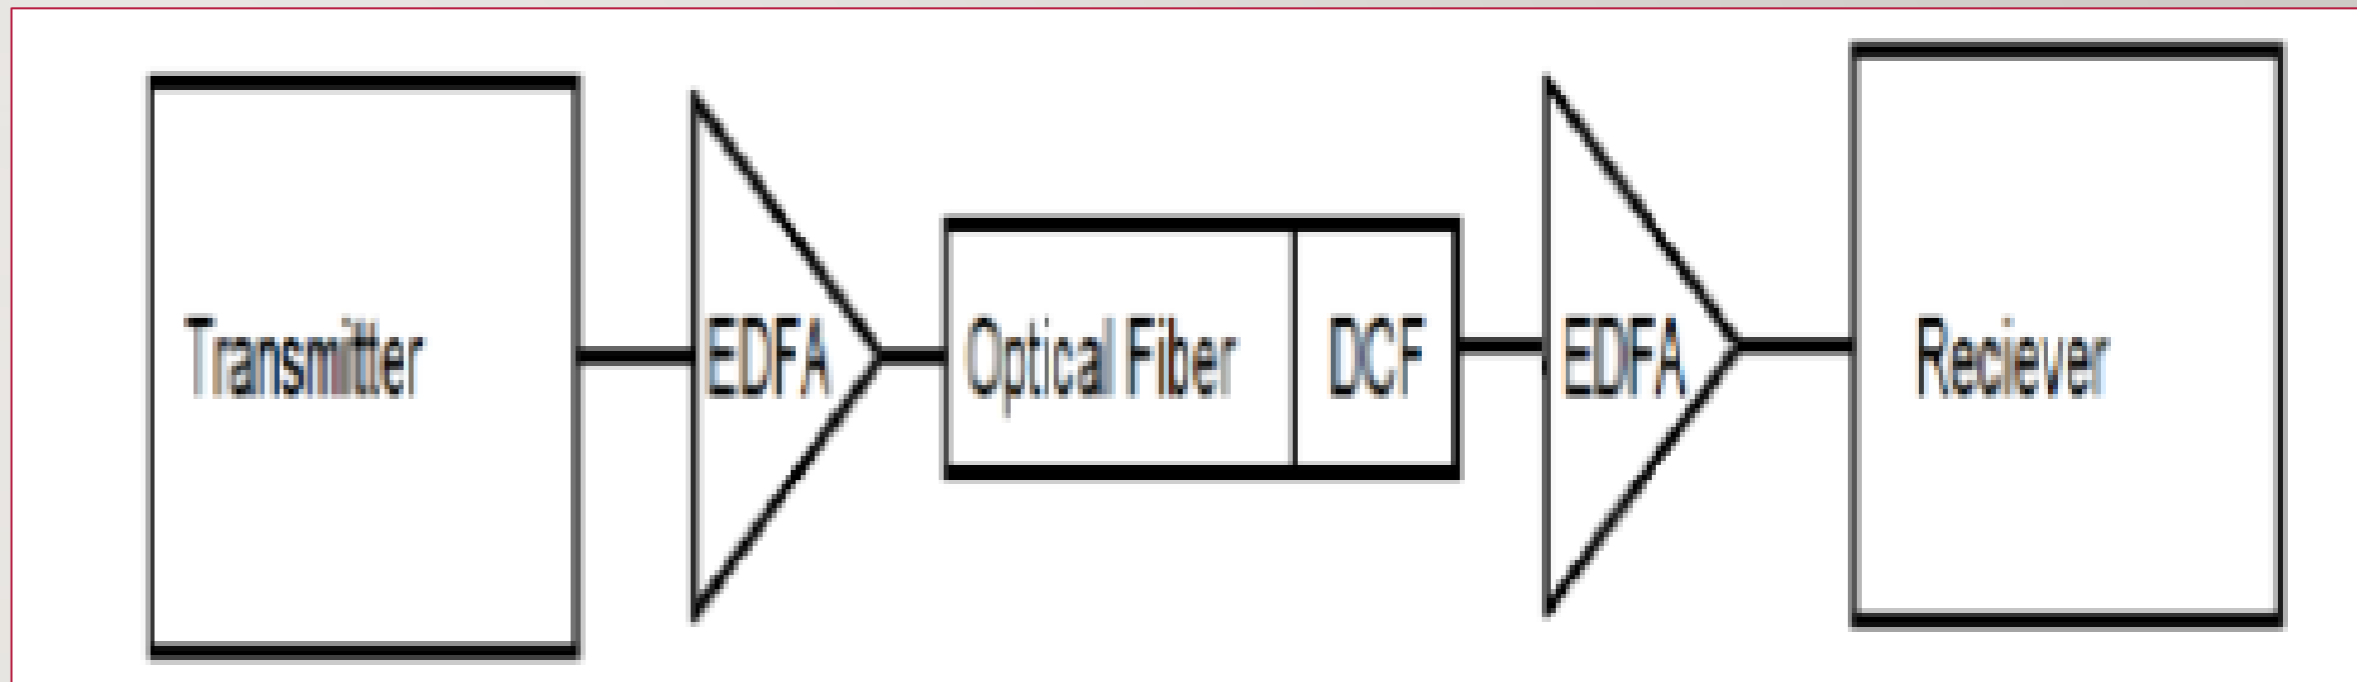 Transmitter
EDFA
Optical Fiber
DCF
EDFA
Reciever